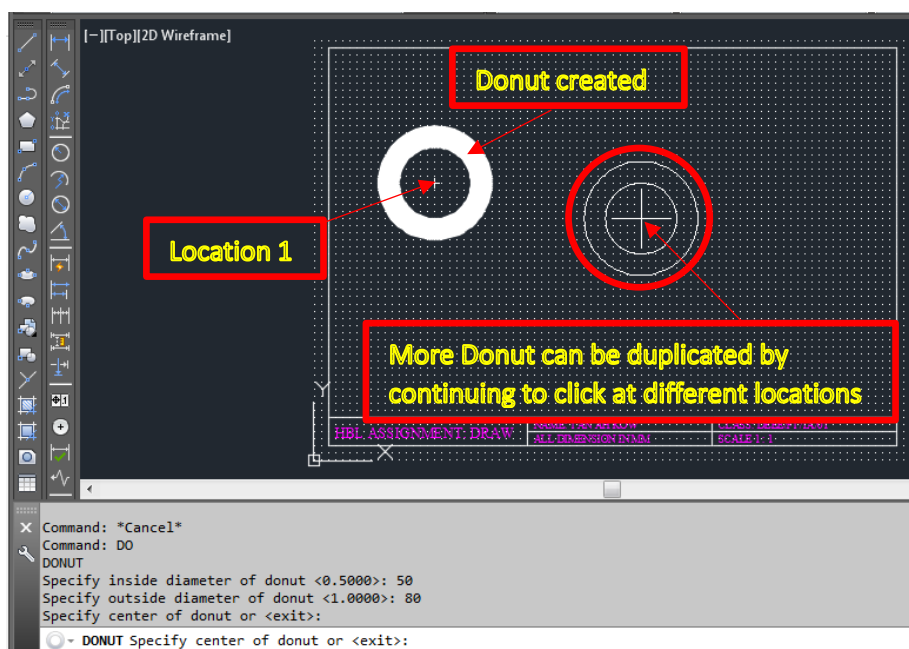 [−][Top][2D Wireframe]
Donut created
Location 1
More Donut can be duplicated by
continuing to click at different locations
Y
HBL ASSIGNMENT: DRAW
ALL DIMENSION IN MM
SCALE 1: 1
X
Command: *Cancel*
Command: DO
DONUT
Specify inside diameter of donut <0.5000>: 50
Specify outside diameter of donut <1.0000>: 80
Specify center of donut or <exit>:
DONUT Specify center of donut or <exit>: